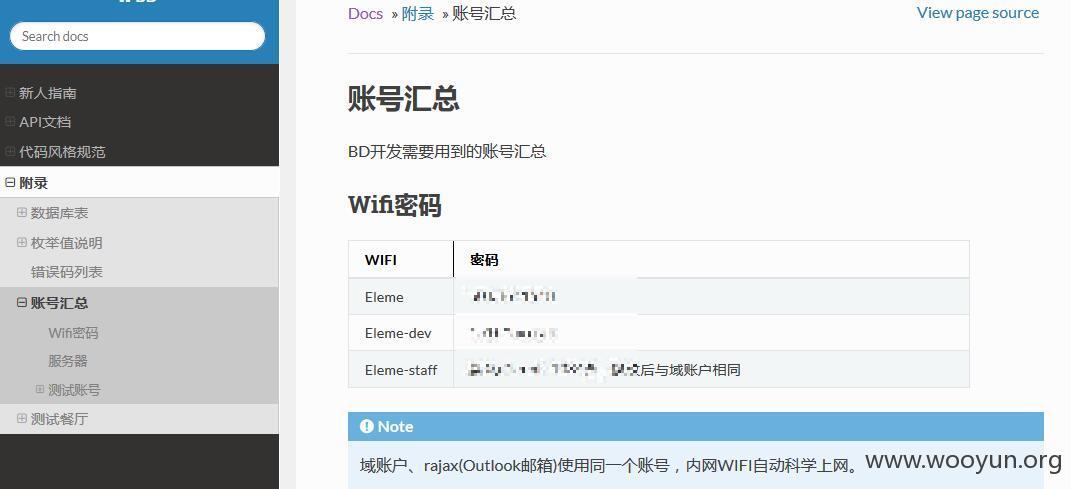 Search docs
新人指南
API文档
代码风格规范
附录
数据库表
枚举值说明
错误码列表
账号汇总
Wifi密码
服务器
测试账号
测试餐厅
Docs » 附录 » 账号汇总
View page source
账号汇总
BD开发需要用到的账号汇总
Wifi密码
WIFI 密码
Eleme
Eleme-dev
Eleme-staff 后与域账户相同
Note
域账户、rajax(Outlook邮箱)使用同一个账号，内网WIFI自动科学上网。
www.wooyun.org